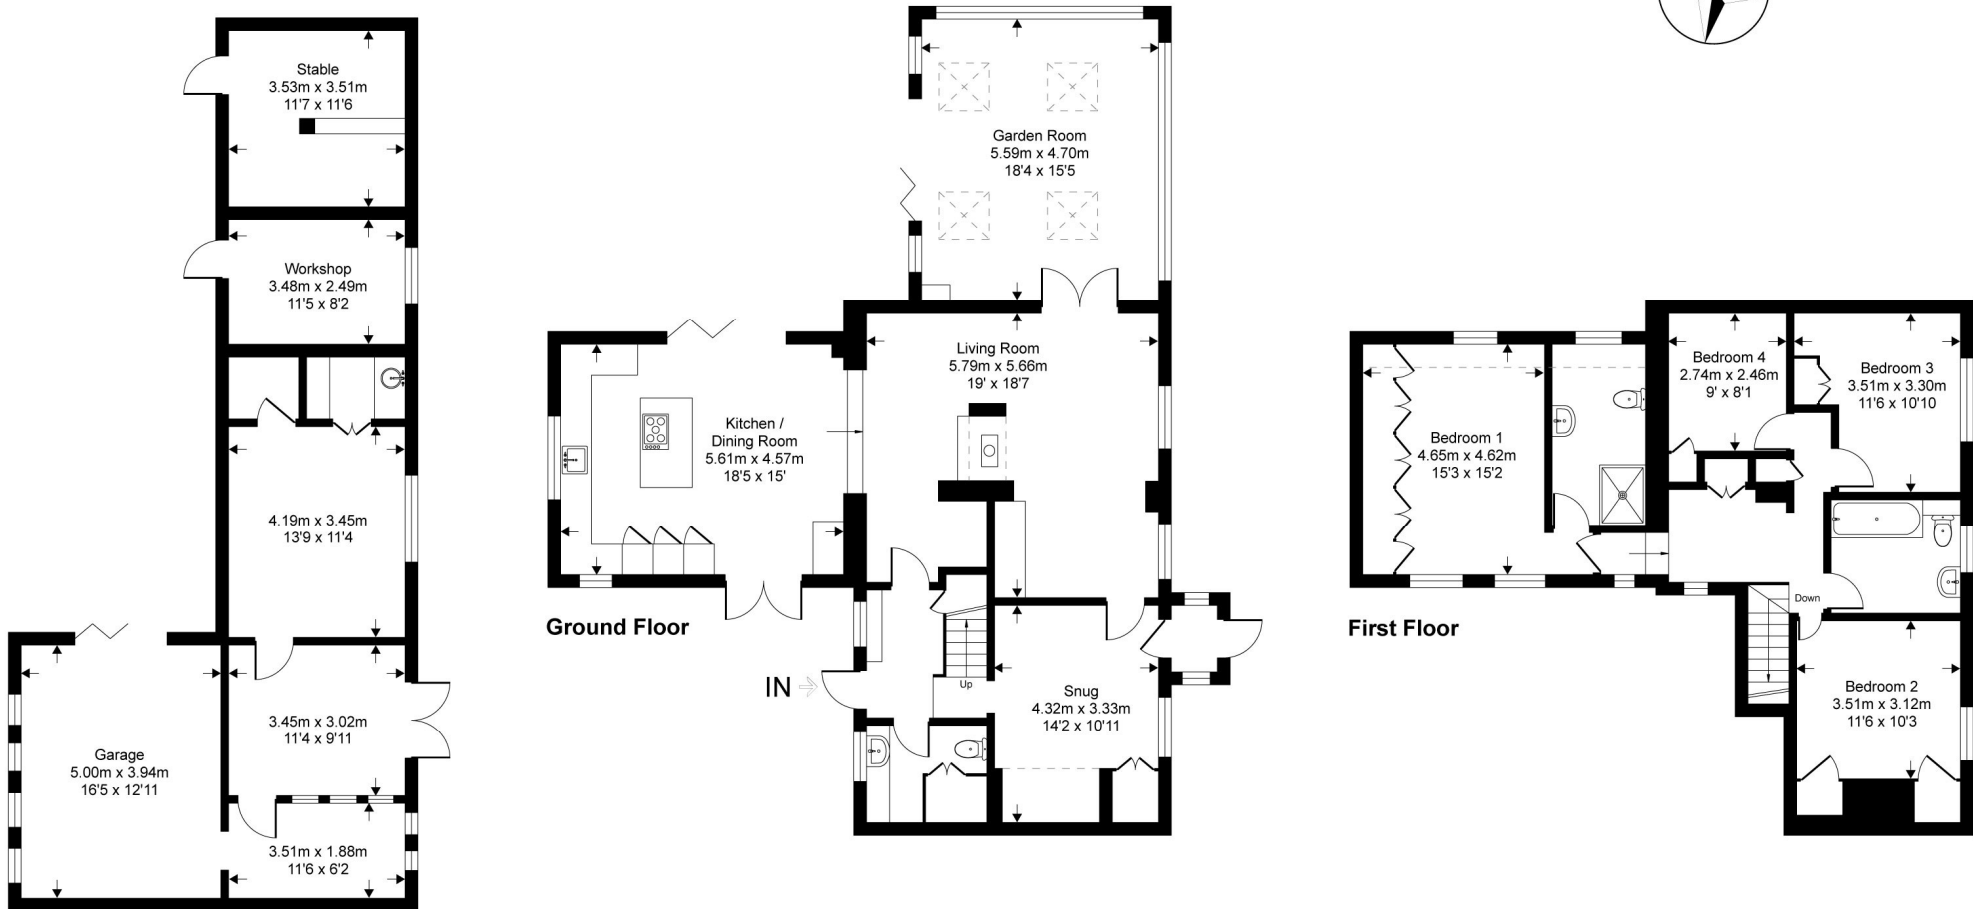 Stable
3.53m x 3.51m
11'7 x 11'6
Workshop
3.48m x 2.49m
11'5 x 8'2
4.19m x 3.45m
13'9 x 11'4
3.45m x 3.02m
11'4 x 9'11
Garage
5.00m x 3.94m
16'5 x 12'11
3.51m x 1.88m
11'6 x 6'2
Garden Room
5.59m x 4.70m
18'4 x 15'5
Living Room
5.79m x 5.66m
19' x 18'7
Kitchen /
Dining Room
5.61m x 4.57m
18'5 x 15'
Ground Floor
IN
Up
Snug
4.32m x 3.33m
14'2 x 10'11
Bedroom 4
2.74m x 2.46m
9' x 8'1
Bedroom 3
3.51m x 3.30m
11'6 x 10'10
Bedroom 1
4.65m x 4.62m
15'3 x 15'2
Down
First Floor
Bedroom 2
3.51m x 3.12m
11'6 x 10'3